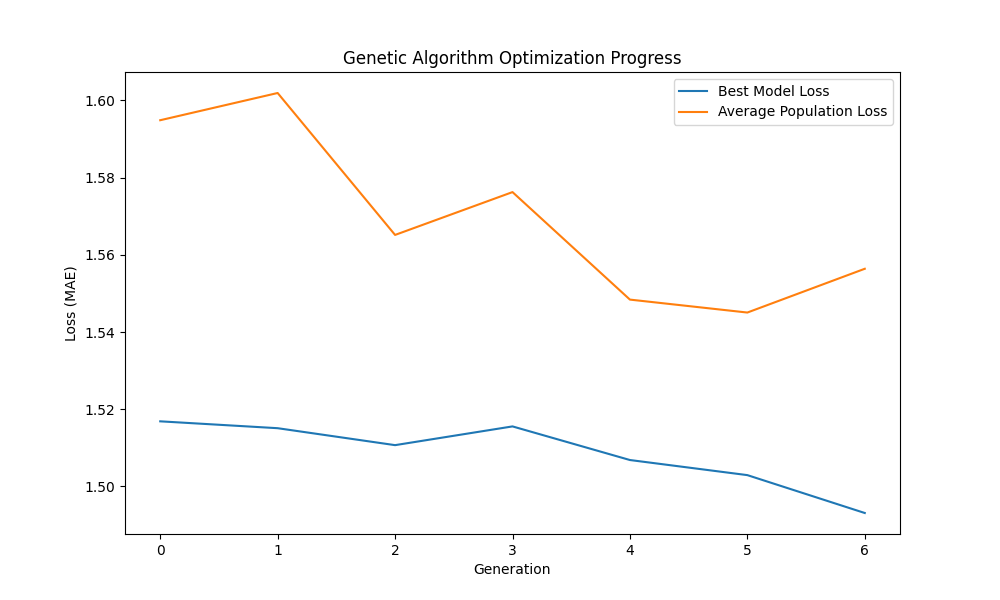 Genetic Algorithm Optimization Progress
Best Model Loss
Average Population Loss
Loss (MAE)
1.60
1.58
1.56
1.54
1.52
1.50
0 1 2 3 4 5 6
Generation